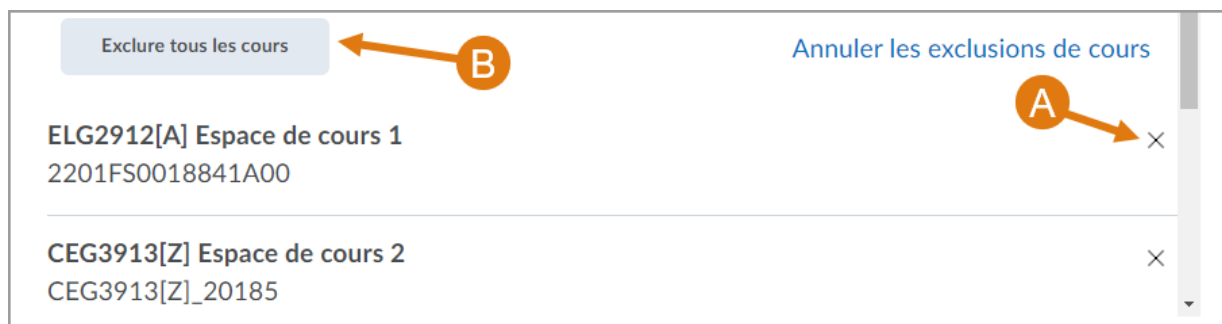 Exclure tous les cours
B
Annuler les exclusions de cours
A
ELG2912[A] Espace de cours 1
2201FS0018841A00
CEG3913[Z] Espace de cours 2
CEG3913[Z]_20185